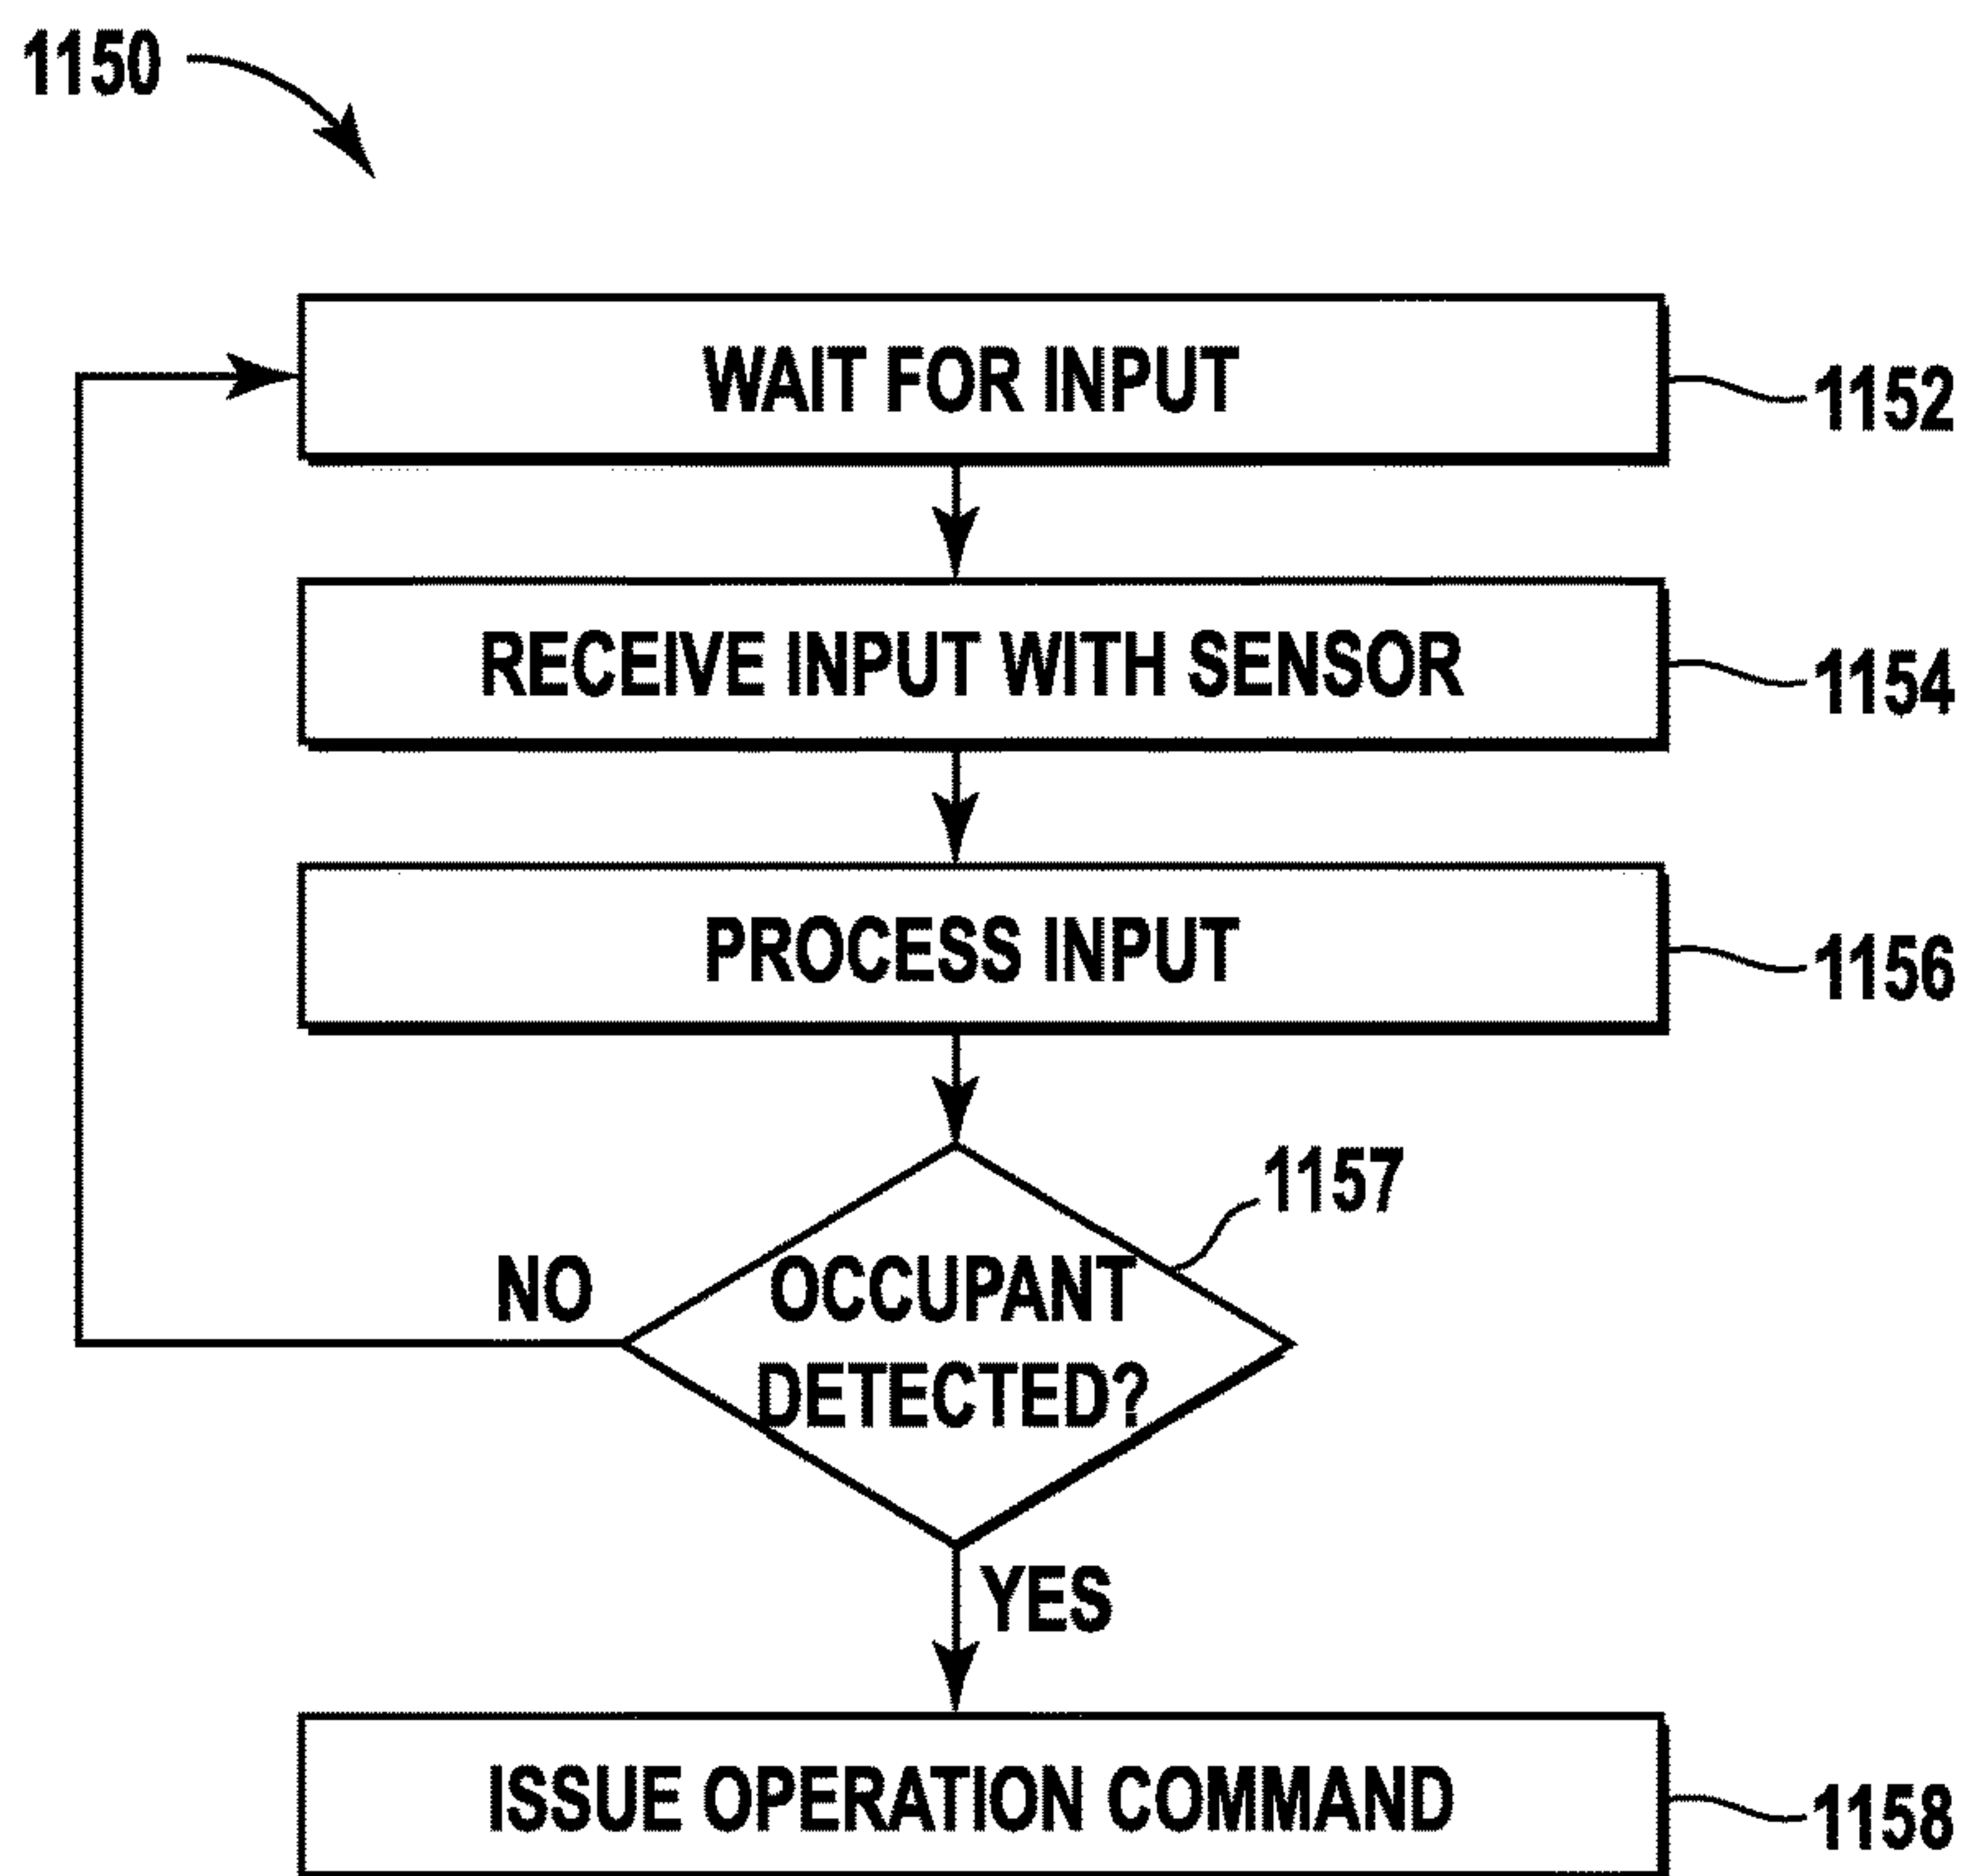 1150
WAIT FOR INPUT
1152
RECEIVE INPUT WITH SENSOR
1154
PROCESS INPUT
1156
1157
NO
OCCUPANT
DETECTED?
YES
ISSUE OPERATION COMMAND
1158